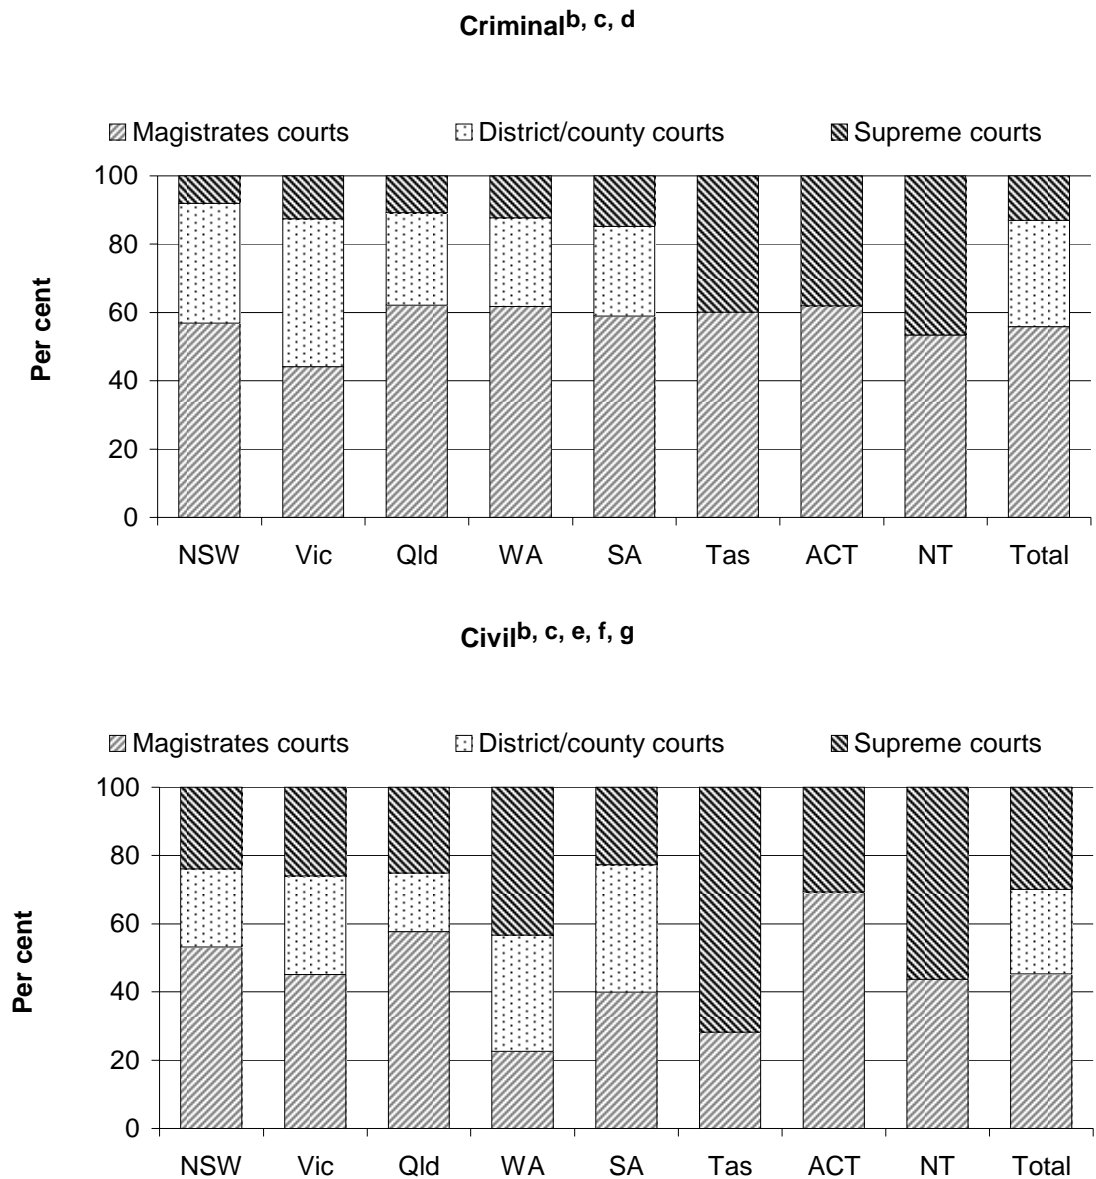 Criminalb, c, d
Magistrates courts District/county courts Supreme courts
100
80
60
40
20
0
Per cent
NSW Vic Qld WA SA Tas ACT NT Total
Civilb, c, e, f, g
Magistrates courts District/county courts Supreme courts
100
80
60
40
20
0
Per cent
NSW Vic Qld WA SA Tas ACT NT Total